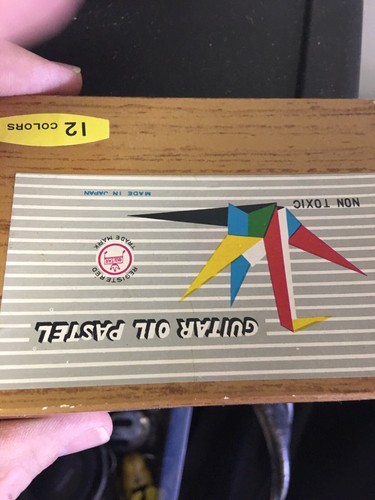 GUITAR OIL PASTEL
REGISTERED
TRADE MARK
NON TOXIC
MADE IN JAPAN
12 COLORS